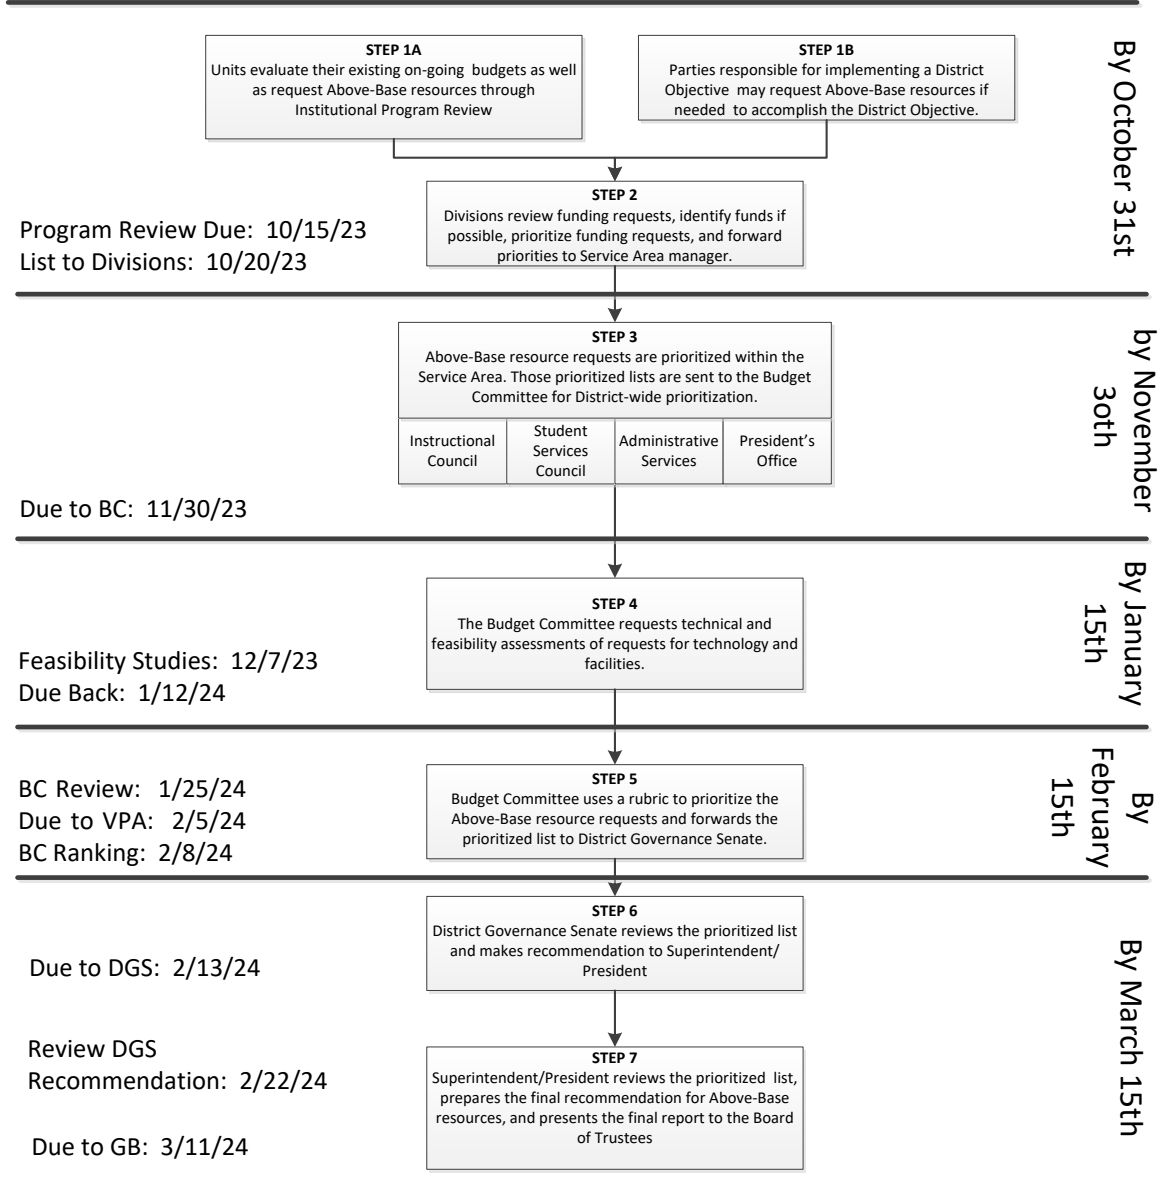 STEP 1A
Units evaluate their existing on-going budgets as well
as request Above-Base resources through
Institutional Program Review
STEP 1B
Parties responsible for implementing a District
Objective may request Above-Base resources if
needed to accomplish the District Objective.
By October 31st
STEP 2
Divisions review funding requests, identify funds if
possible, prioritize funding requests, and forward
priorities to Service Area manager.
Program Review Due: 10/15/23
List to Divisions: 10/20/23
STEP 3
Above-Base resource requests are prioritized within the
Service Area. Those prioritized lists are sent to the Budget
Committee for District-wide prioritization.
Instructional
Council
Student
Services
Council
Administrative
Services
President's
Office
by November
3oth
Due to BC: 11/30/23
STEP 4
The Budget Committee requests technical and
feasibility assessments of requests for technology and
facilities.
By January
15th
Feasibility Studies: 12/7/23
Due Back: 1/12/24
STEP 5
Budget Committee uses a rubric to prioritize the
Above-Base resource requests and forwards the
prioritized list to District Governance Senate.
By
February
15th
BC Review: 1/25/24
Due to VPA: 2/5/24
BC Ranking: 2/8/24
STEP 6
District Governance Senate reviews the prioritized list
and makes recommendation to Superintendent/
President
Due to DGS: 2/13/24
By March 15th
Review DGS
Recommendation: 2/22/24
STEP 7
Superintendent/President reviews the prioritized list,
prepares the final recommendation for Above-Base
resources, and presents the final report to the Board
of Trustees
Due to GB: 3/11/24